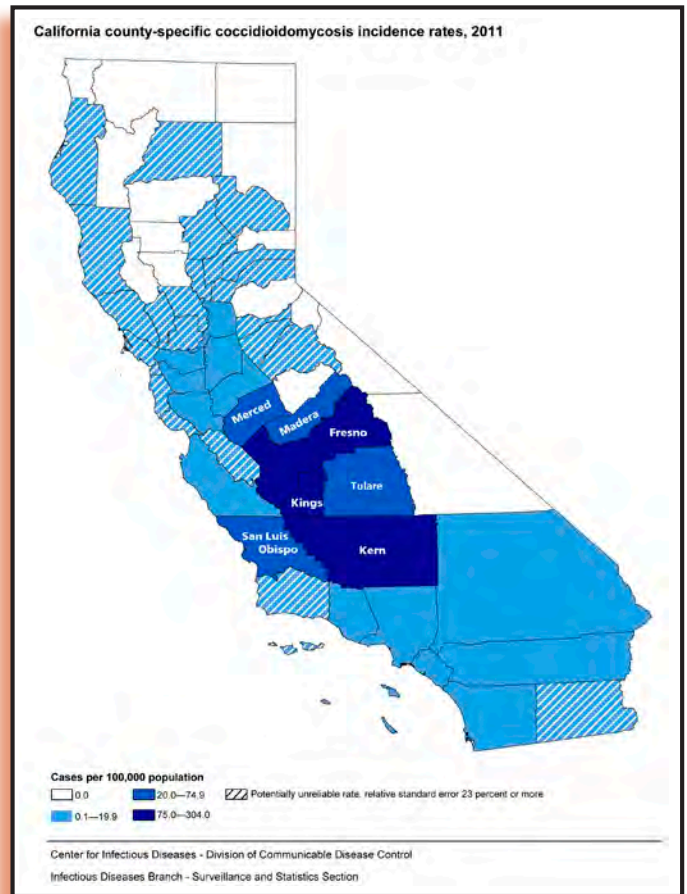 California county-specific coccidioidomycosis incidence rates, 2011
Merced
Madera
Fresno
Tulare
Kings
San Luis
Obispo
Kern
Cases per 100,000 population
0.0
20.0—74.9
Potentially unreliable rate, relative standard error 23 percent or more
0.1—19.9
75.0—304.0
Center for Infectious Diseases - Division of Communicable Disease Control
Infectious Diseases Branch - Surveillance and Statistics Section